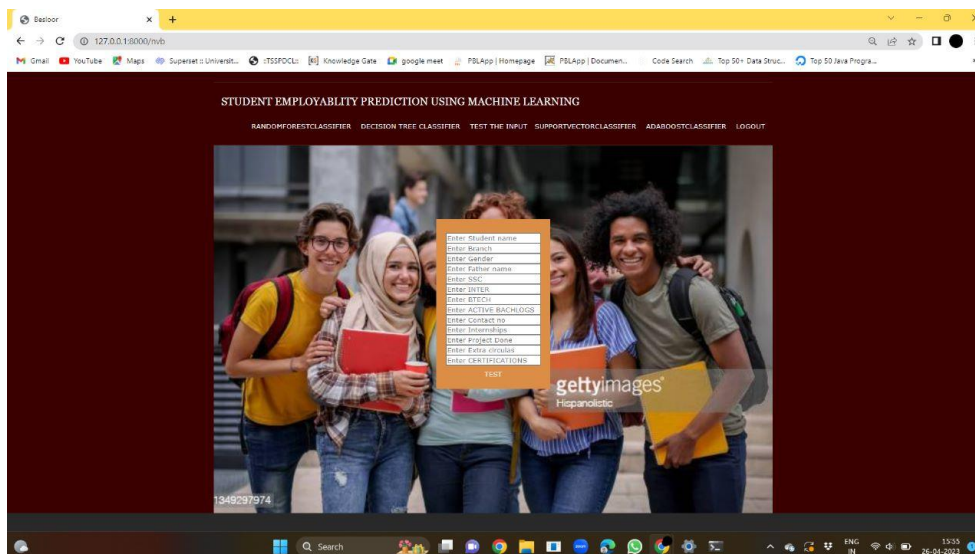 Besloor
127.0.0.1:8000/nvb
Gmail YouTube Maps Superset :: Universit... :TSSPDCL: Knowledge Gate google meet PBLApp | Homepage PBLApp | Documen... Code Search Top 50+ Data Struc... Top 50 Java Progra...
STUDENT EMPLOYABLITY PREDICTION USING MACHINE LEARNING
RANDOMFORESTCLASSIFIER DECISION TREE CLASSIFIER TEST THE INPUT SUPPORTVECTORCLASSIFIER ADABOOSTCLASSIFIER LOGOUT
Enter Student name
Enter Branch
Enter Gender
Enter Father name
Enter SSC
Enter INTER
Enter BTECH
Enter ACTIVE BACHLOGS
Enter Contact no
Enter Internships
Enter Project Done
Enter Extra circulas
Enter CERTIFICATIONS
TEST
gettyimages
Hispanolistic
1349297974
Search
ENG
IN
15:55
26-04-2023